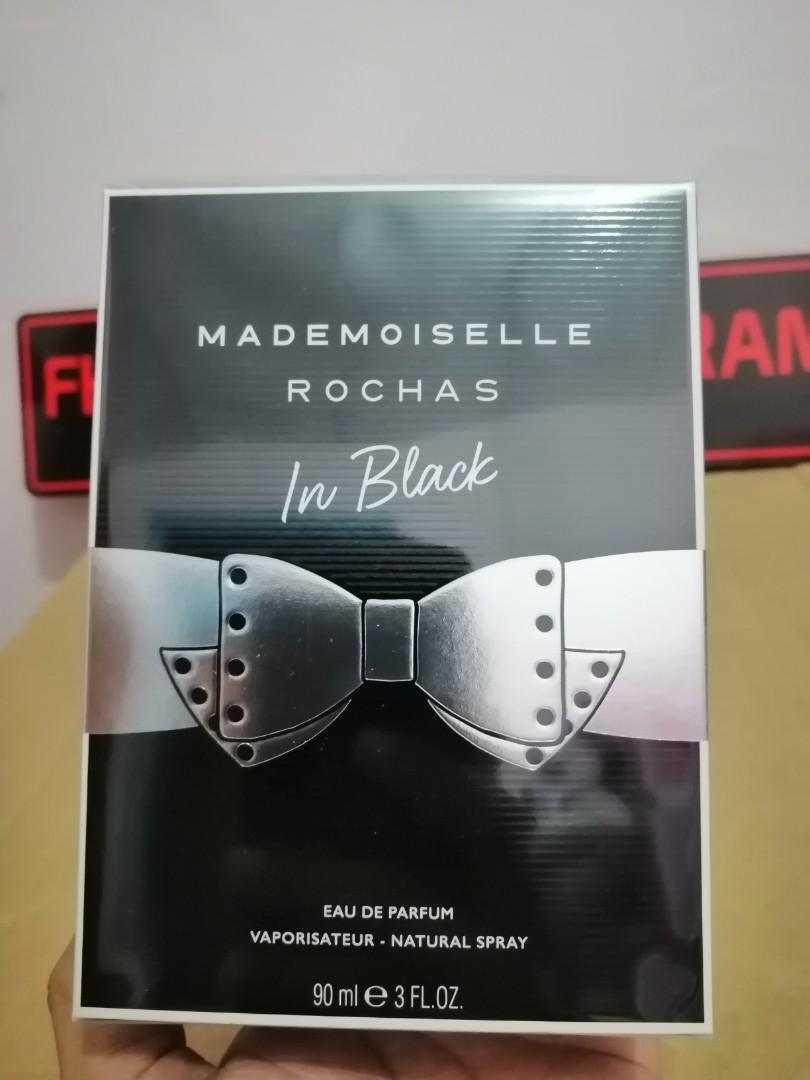 MADEMOISELLE
ROCHAS
In Black
EAU DE PARFUM
VAPORISATEUR - NATURAL SPRAY
90 ml ℮ 3 FL.OZ.